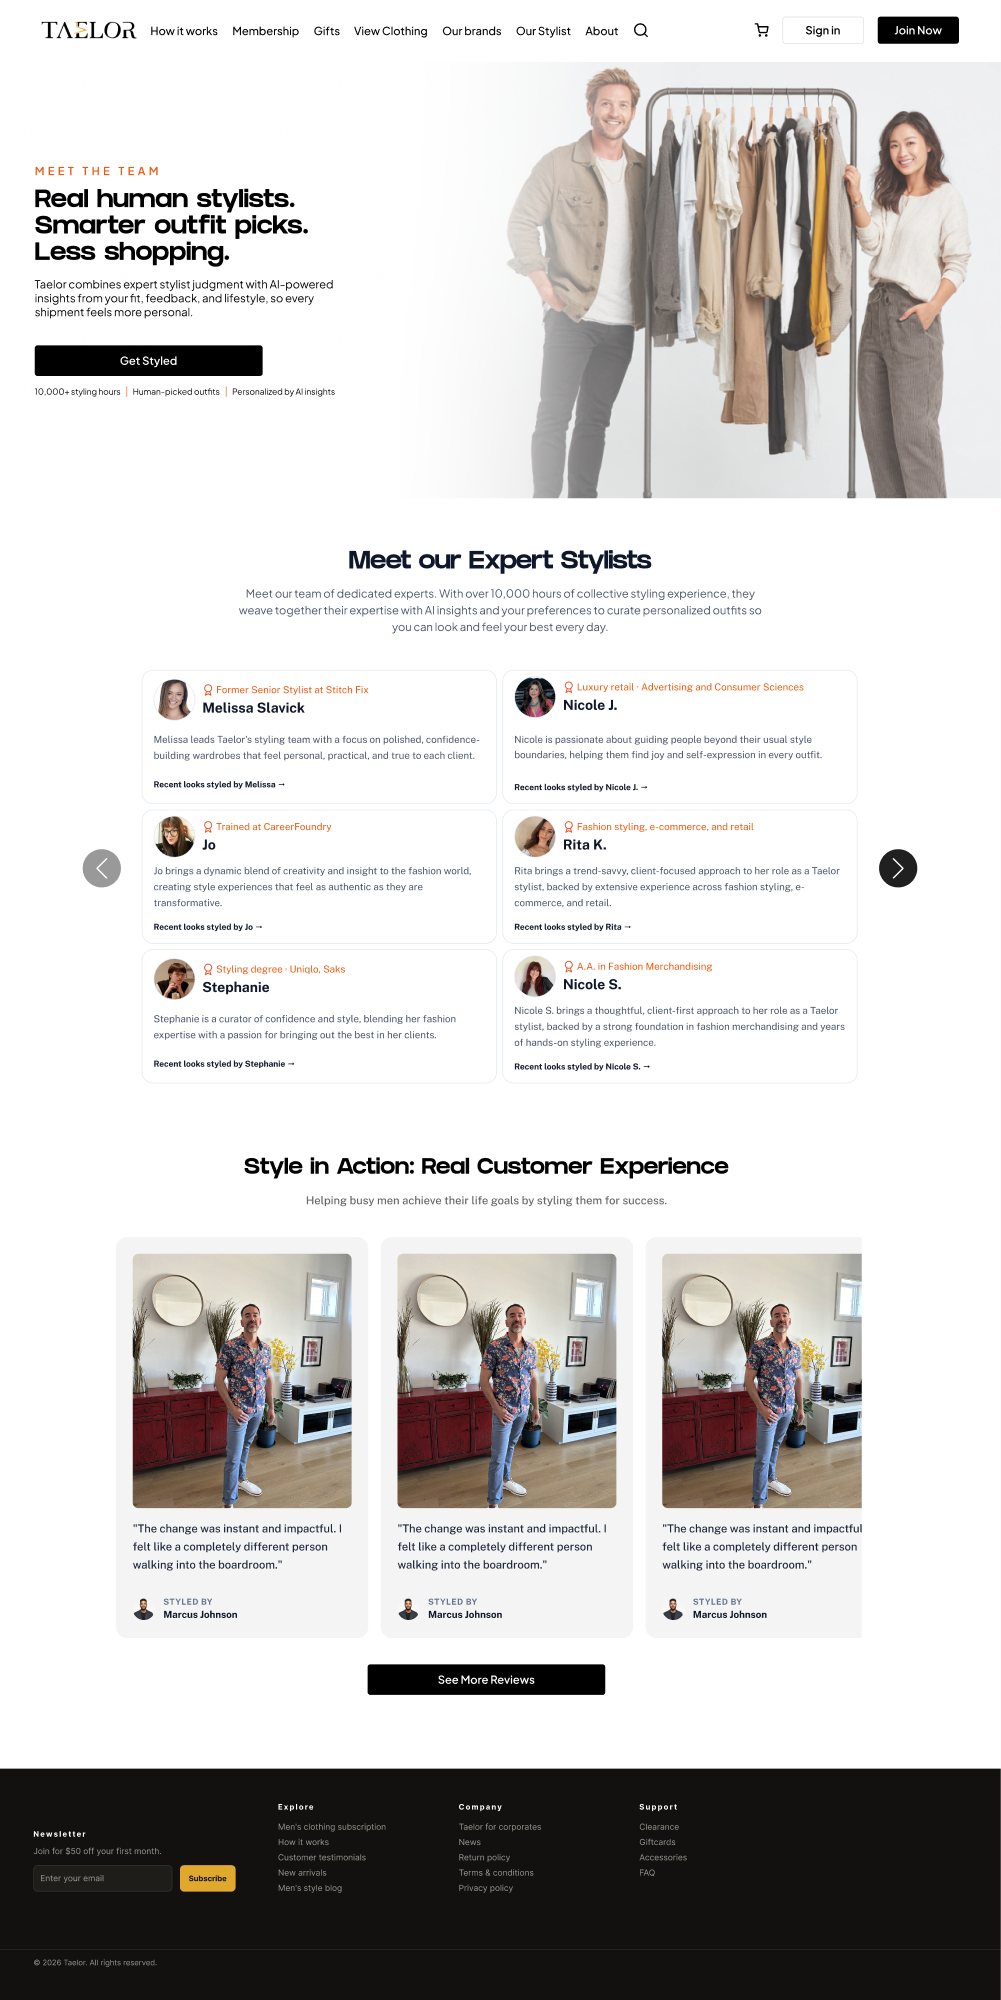 TAELOR
How it works
Membership
Gifts
View Clothing
Our brands
Our Stylist
About
Sign in
Join Now
MEET THE TEAM
Real human stylists.
Smarter outfit picks.
Less shopping.
Taelor combines expert stylist judgment with AI-powered
insights from your fit, feedback, and lifestyle, so every
shipment feels more personal.
Get Styled
10,000+ styling hours | Human-picked outfits | Personalized by AI insights
Meet our Expert Stylists
Meet our team of dedicated experts. With over 10,000 hours of collective styling experience, they
weave together their expertise with AI insights and your preferences to curate personalized outfits so
you can look and feel your best every day.
Former Senior Stylist at Stitch Fix
Melissa Slavick
Melissa leads Taelor's styling team with a focus on polished, confidence-
building wardrobes that feel personal, practical, and true to each client.
Recent looks styled by Melissa →
Luxury retail · Advertising and Consumer Sciences
Nicole J.
Nicole is passionate about guiding people beyond their usual style
boundaries, helping them find joy and self-expression in every outfit.
Recent looks styled by Nicole J. →
Trained at CareerFoundry
Jo
Jo brings a dynamic blend of creativity and insight to the fashion world,
creating style experiences that feel as authentic as they are
transformative.
Recent looks styled by Jo →
Fashion styling, e-commerce, and retail
Rita K.
Rita brings a trend-savvy, client-focused approach to her role as a Taelor
stylist, backed by extensive experience across fashion styling, e-
commerce, and retail.
Recent looks styled by Rita →
Styling degree · Uniqlo, Saks
Stephanie
Stephanie is a curator of confidence and style, blending her fashion
expertise with a passion for bringing out the best in her clients.
Recent looks styled by Stephanie →
A.A. in Fashion Merchandising
Nicole S.
Nicole S. brings a thoughtful, client-first approach to her role as a Taelor
stylist, backed by a strong foundation in fashion merchandising and years
of hands-on styling experience.
Recent looks styled by Nicole S. →
Style in Action: Real Customer Experience
Helping busy men achieve their life goals by styling them for success.
"The change was instant and impactful. I
felt like a completely different person
walking into the boardroom."
STYLED BY
Marcus Johnson
"The change was instant and impactful. I
felt like a completely different person
walking into the boardroom."
STYLED BY
Marcus Johnson
"The change was instant and impactful
felt like a completely different person
walking into the boardroom."
STYLED BY
Marcus Johnson
See More Reviews
Newsletter
Join for $50 off your first month.
Enter your email
Subscribe
Explore
Men's clothing subscription
How it works
Customer testimonials
New arrivals
Men's style blog
Company
Taelor for corporates
News
Return policy
Terms & conditions
Privacy policy
Support
Clearance
Giftcards
Accessories
FAQ
© 2026 Taelor. All rights reserved.